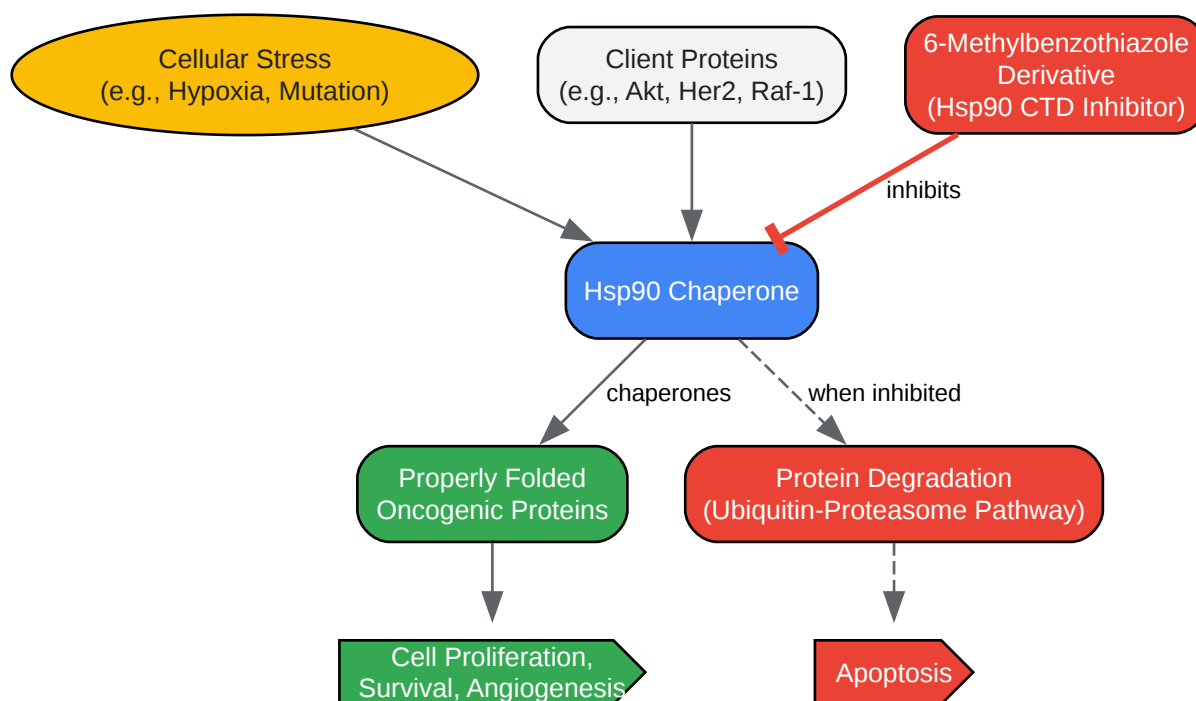 Cellular Stress
(e.g., Hypoxia, Mutation)
Client Proteins
(e.g., Akt, Her2, Raf-1)
6-Methylbenzothiazole
Derivative
(Hsp90 CTD Inhibitor)
inhibits
Hsp90 Chaperone
chaperones
when inhibited
Properly Folded
Oncogenic Proteins
Protein Degradation
(Ubiquitin-Proteasome Pathway)
Cell Proliferation,
Survival, Angiogenesis
Apoptosis